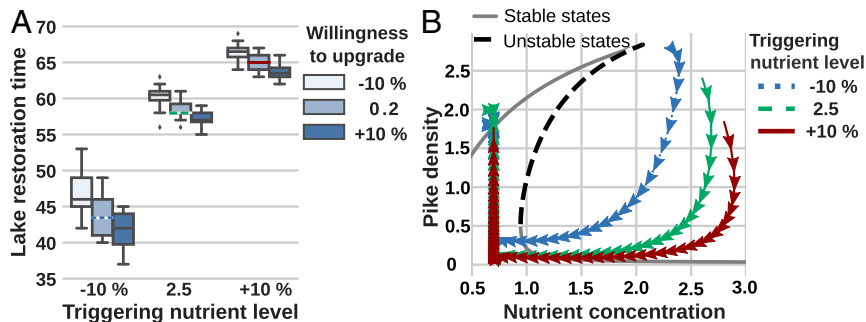 A
70
65
60
55
50
45
40
35
Lake restoration time
-10 % 2.5 +10 %
Triggering nutrient level
Willingness
to upgrade
-10 %
0.2
+10 %
B
Stable states
Unstable states
2.5
2.0
1.5
1.0
0.5
0
Pike density
0.5 1.0 1.5 2.0 2.5 3.0
Nutrient concentration
Triggering
nutrient level
-10 %
2.5
+10 %